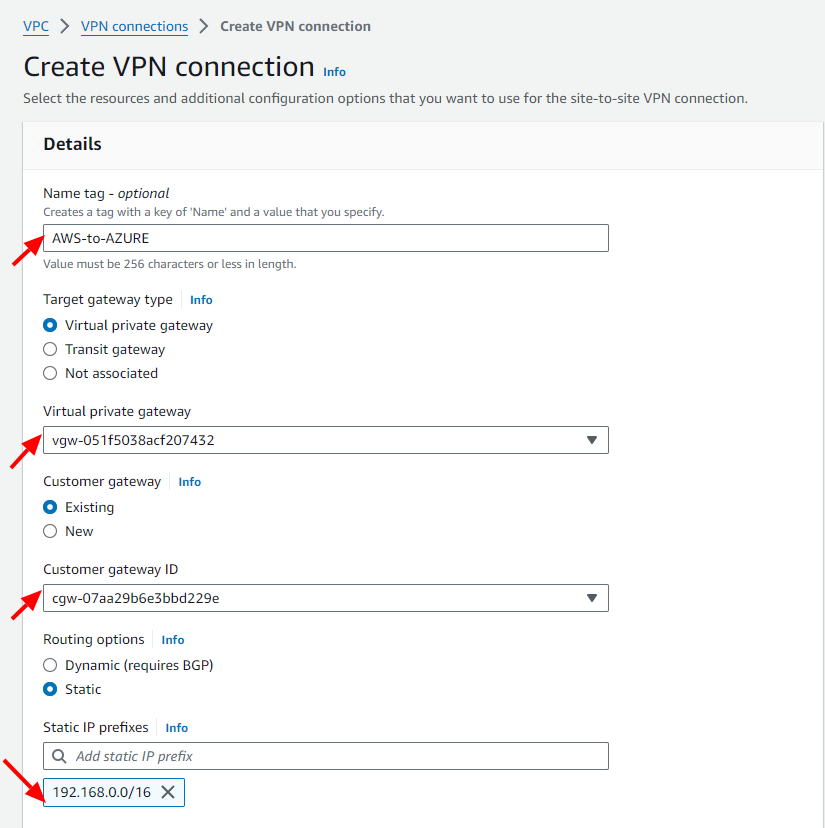 VPC > VPN connections > Create VPN connection
Create VPN connection Info
Select the resources and additional configuration options that you want to use for the site-to-site VPN connection.
Details
Name tag - optional
Creates a tag with a key of 'Name' and a value that you specify.
AWS-to-AZURE
Value must be 256 characters or less in length.
Target gateway type Info
Virtual private gateway
Transit gateway
Not associated
Virtual private gateway
vgw-051f5038acf207432
Customer gateway Info
Existing
New
Customer gateway ID
cgw-07aa29b6e3bbd229e
Routing options Info
Dynamic (requires BGP)
Static
Static IP prefixes Info
Add static IP prefix
192.168.0.0/16